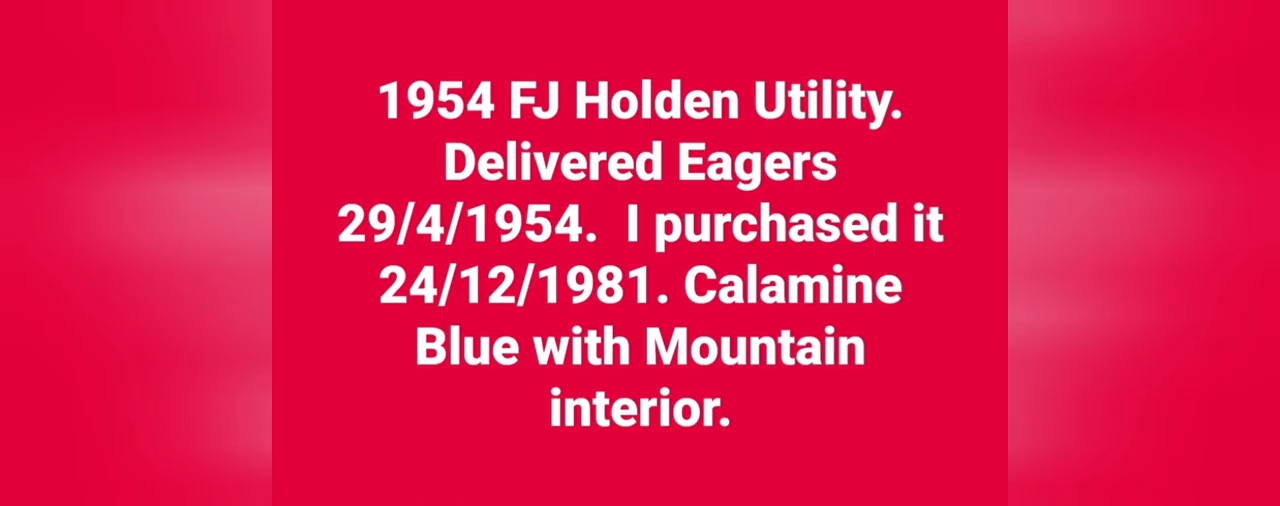 1954 FJ Holden Utility.
Delivered Eagers
29/4/1954.  I purchased it
24/12/1981. Calamine
Blue with Mountain
interior.